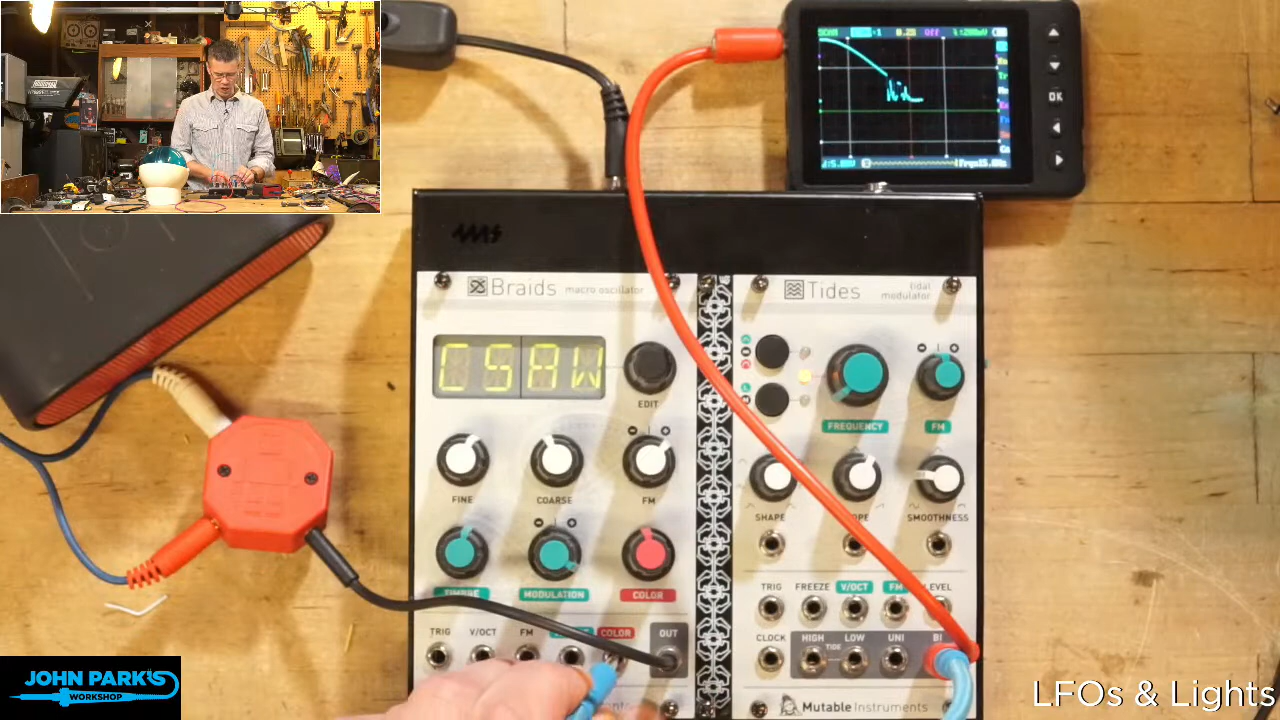 OK
Braids macro oscillator
Tides tidal modulator
CSAW
EDIT
FREQUENCY
FM
FINE
COARSE
FM
SHAPE
SMOOTHNESS
MODULATION
COLOR
TRIG
FREEZE
V/OCT
FM
LEVEL
TRIG
V/OCT
FM
COLOR
OUT
CLOCK
HIGH
TIDE
LOW
UNI
BI
Mutable Instruments
JOHN PARK'S
WORKSHOP
LFOs & Lights